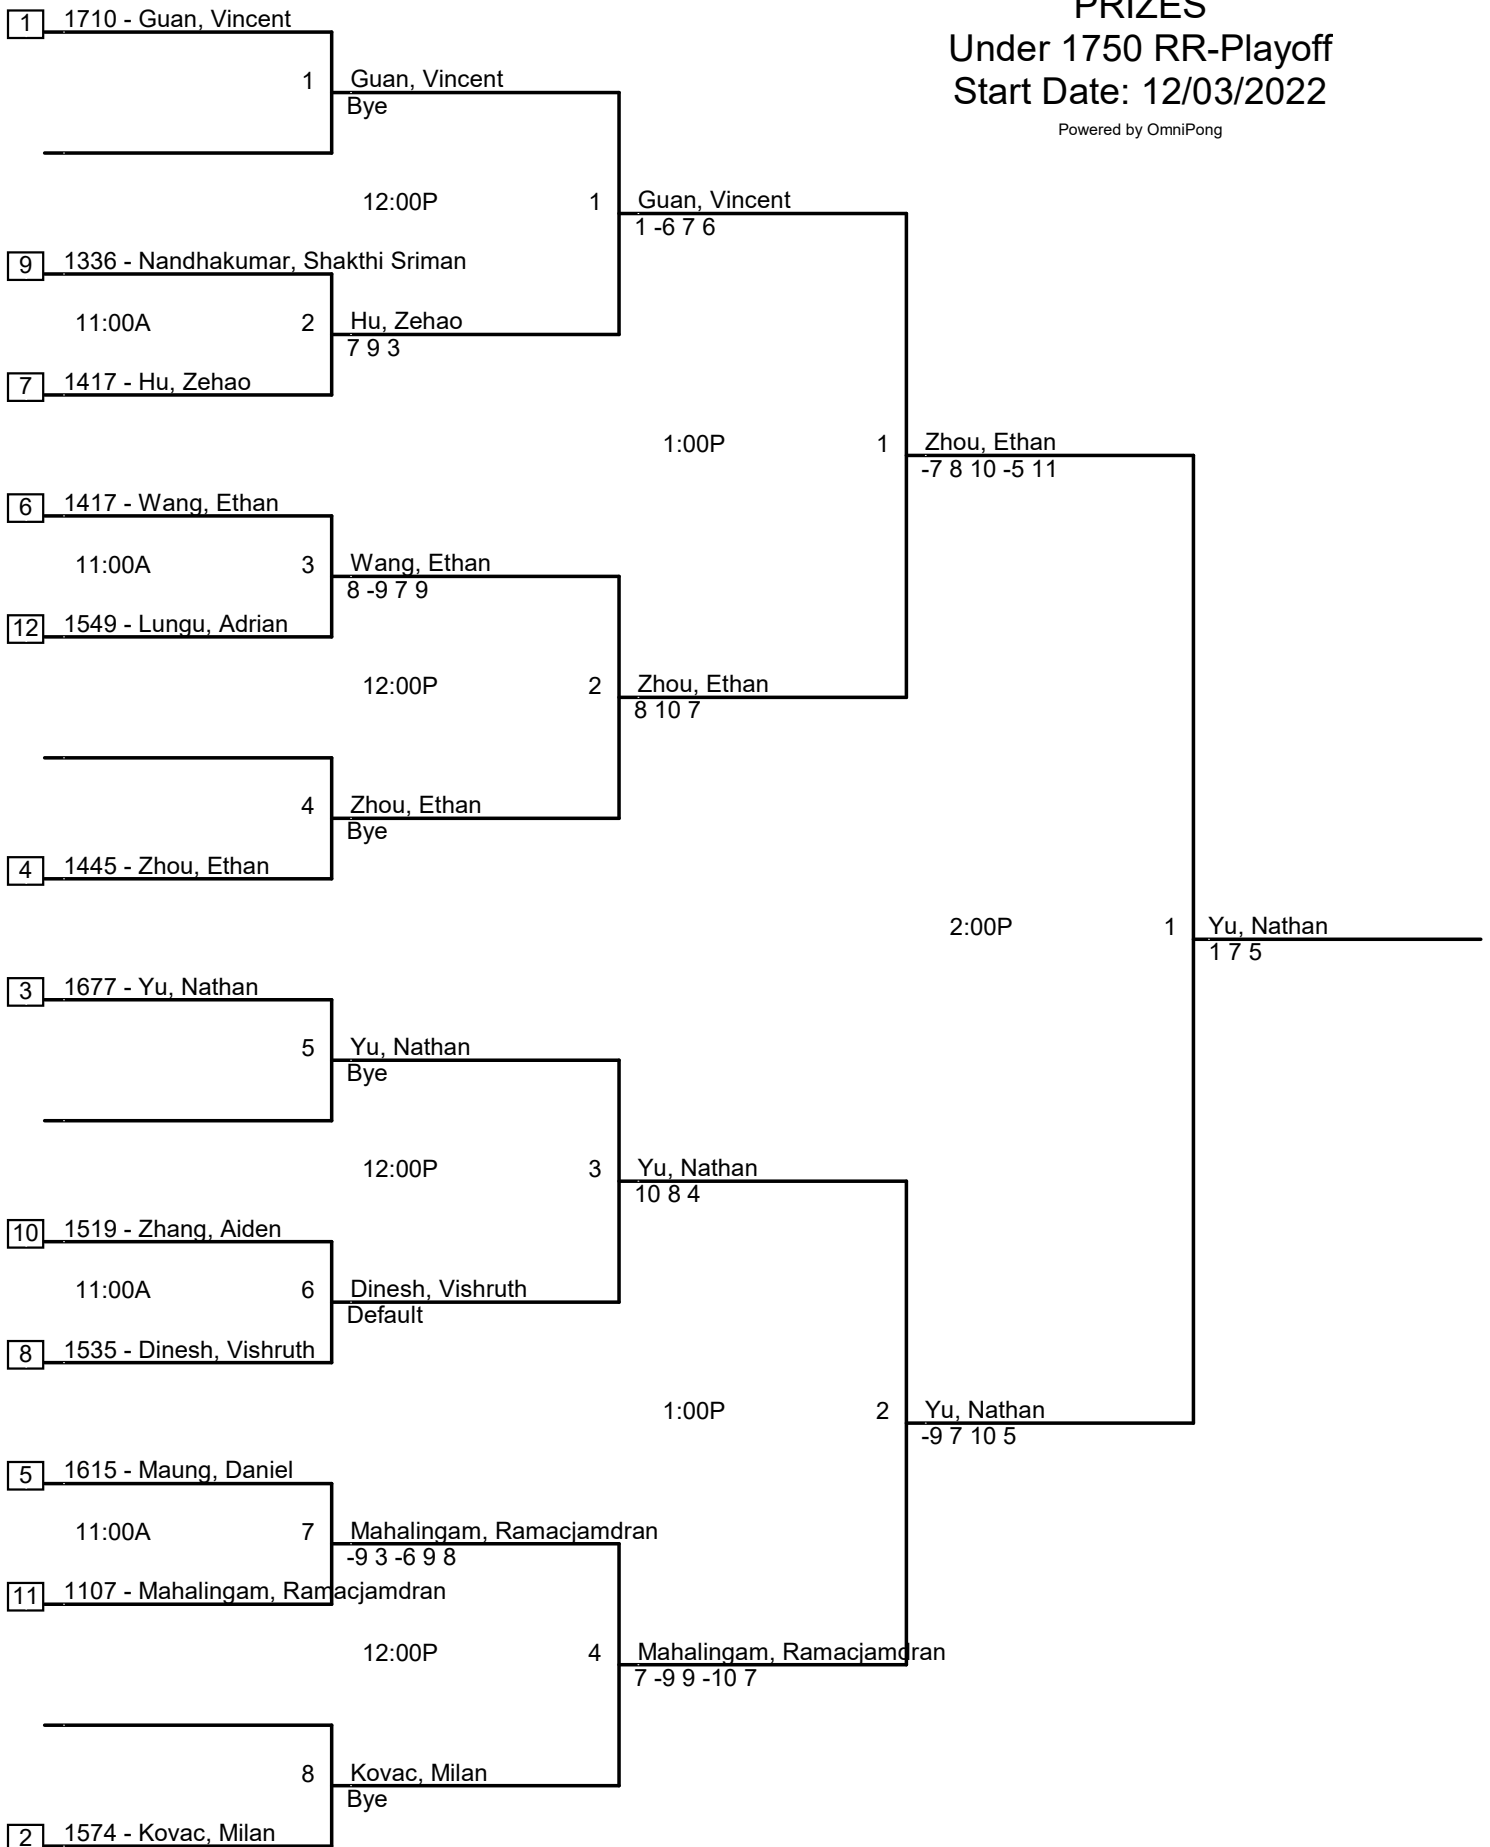 PRIZES
Under 1750 RR-Playoff
Start Date: 12/03/2022
Powered by OmniPong
1 1710 - Guan, Vincent
1 Guan, Vincent
Bye
12:00P 1 Guan, Vincent
1 -6 7 6
9 1336 - Nandhakumar, Shakthi Sriman
11:00A 2 Hu, Zehao
7 9 3
7 1417 - Hu, Zehao
1:00P 1 Zhou, Ethan
-7 8 10 -5 11
6 1417 - Wang, Ethan
11:00A 3 Wang, Ethan
8 -9 7 9
12 1549 - Lungu, Adrian
12:00P 2 Zhou, Ethan
8 10 7
4 Zhou, Ethan
Bye
4 1445 - Zhou, Ethan
2:00P 1 Yu, Nathan
1 7 5
3 1677 - Yu, Nathan
5 Yu, Nathan
Bye
12:00P 3 Yu, Nathan
10 8 4
10 1519 - Zhang, Aiden
11:00A 6 Dinesh, Vishruth
Default
8 1535 - Dinesh, Vishruth
1:00P 2 Yu, Nathan
-9 7 10 5
5 1615 - Maung, Daniel
11:00A 7 Mahalingam, Ramacjamdran
-9 3 -6 9 8
11 1107 - Mahalingam, Ramacjamdran
12:00P 4 Mahalingam, Ramacjamdran
7 -9 9 -10 7
8 Kovac, Milan
Bye
2 1574 - Kovac, Milan